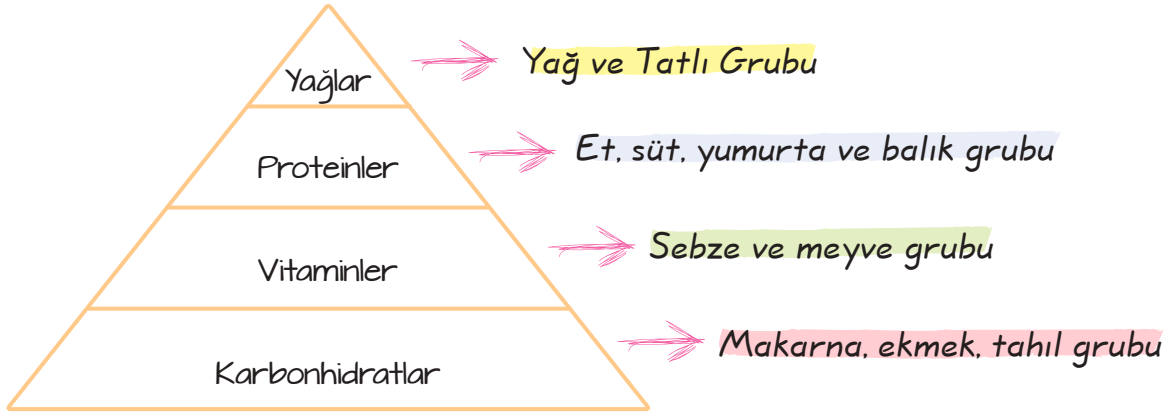 Yağlar
Yağ ve Tatlı Grubu
Proteinler
Et, süt, yumurta ve balık grubu
Vitaminler
Sebze ve meyve grubu
Karbonhidratlar
Makarna, ekmek, tahıl grubu